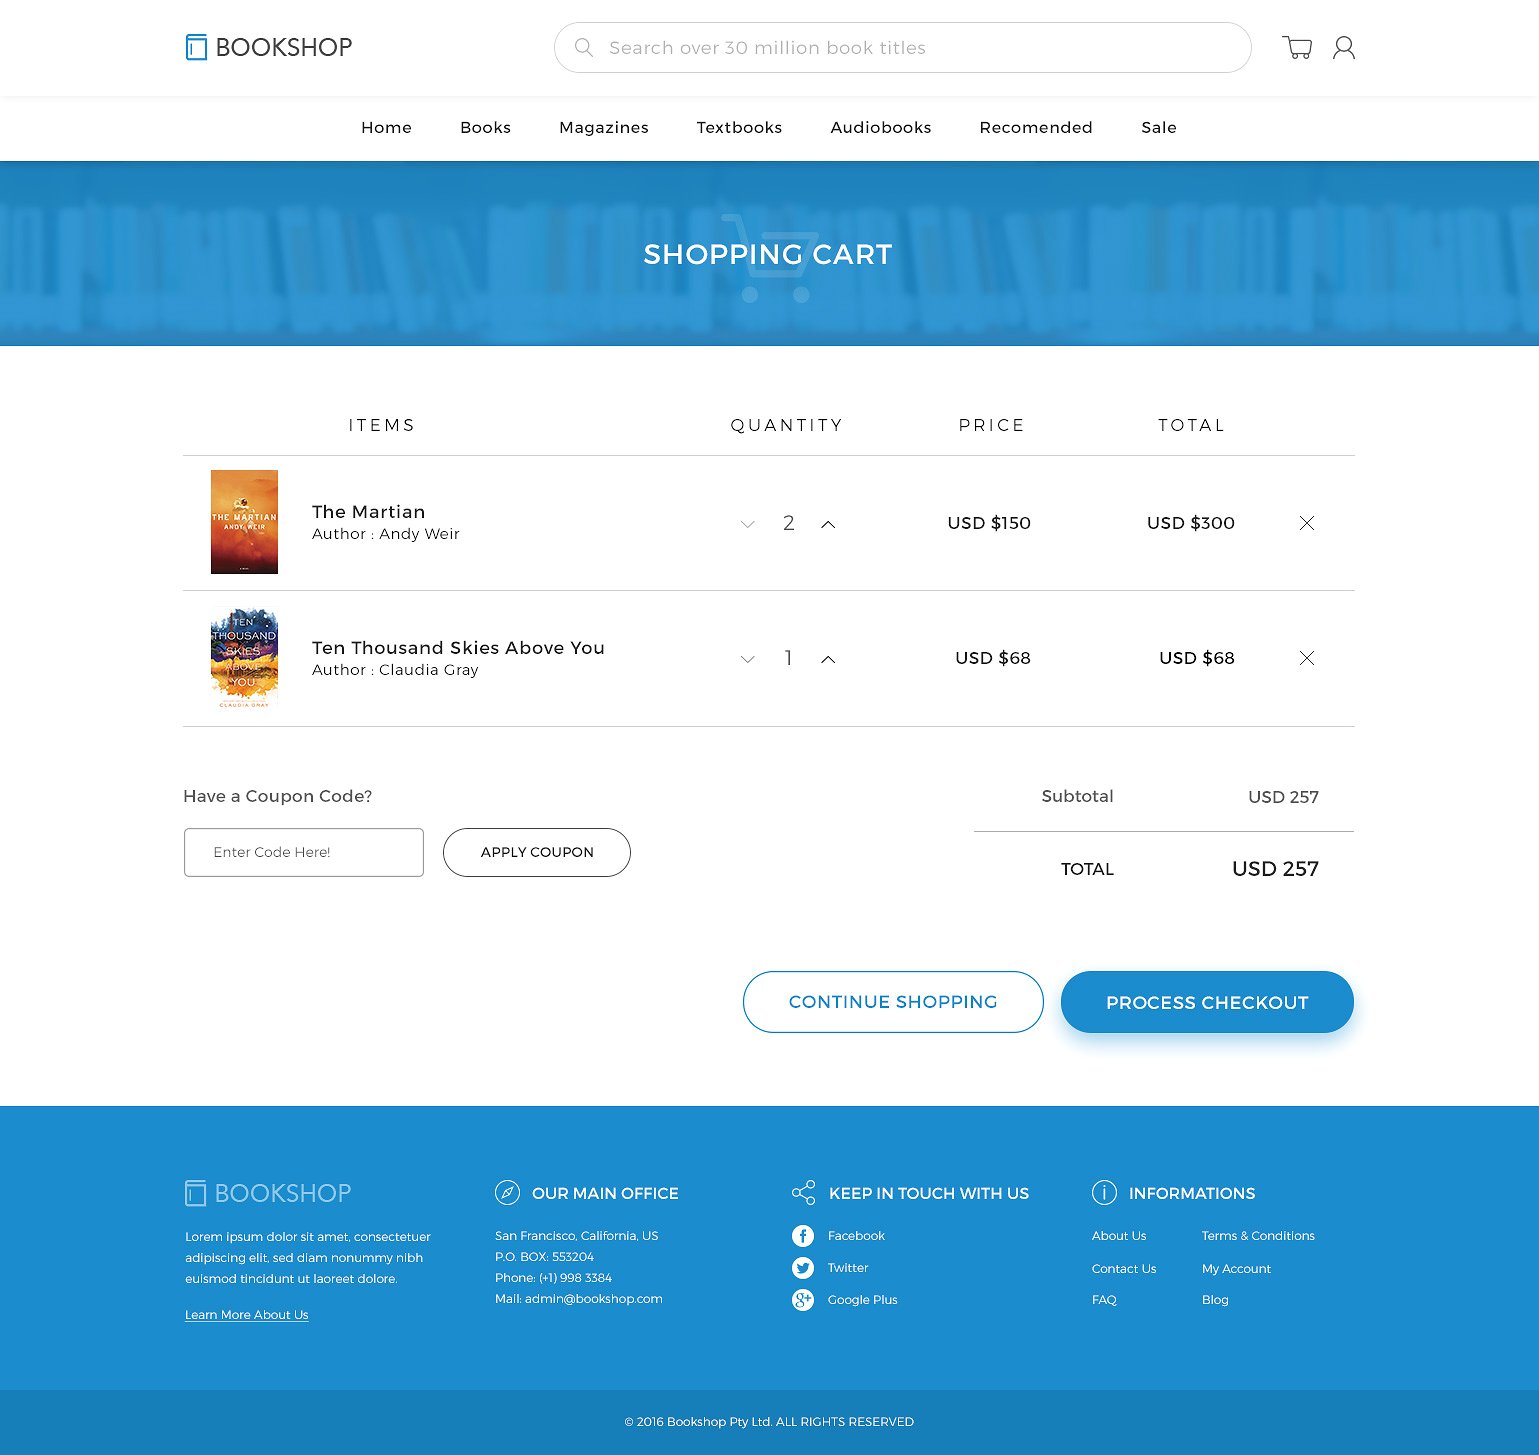 BOOKSHOP
Search over 30 million book titles
Home Books Magazines Textbooks Audiobooks Recomended Sale
SHOPPING CART
ITEMS QUANTITY PRICE TOTAL
THE MARTIAN
ANDY WEIR
The Martian
Author : Andy Weir
2 USD $150 USD $300
TEN
THOUSAND
SKIES
ABOVE
YOU
CLAUDIA GRAY
Ten Thousand Skies Above You
Author : Claudia Gray
1 USD $68 USD $68
Have a Coupon Code?
Enter Code Here!
APPLY COUPON
Subtotal USD 257
TOTAL USD 257
CONTINUE SHOPPING
PROCESS CHECKOUT
BOOKSHOP
Lorem ipsum dolor sit amet, consectetuer
adipiscing elit, sed diam nonummy nibh
euismod tincidunt ut laoreet dolore.
Learn More About Us
OUR MAIN OFFICE
San Francisco, California, US
P.O. BOX: 553204
Phone: (+1) 998 3384
Mail: admin@bookshop.com
KEEP IN TOUCH WITH US
Facebook
Twitter
Google Plus
INFORMATIONS
About Us Terms & Conditions
Contact Us My Account
FAQ Blog
© 2016 Bookshop Pty Ltd. ALL RIGHTS RESERVED